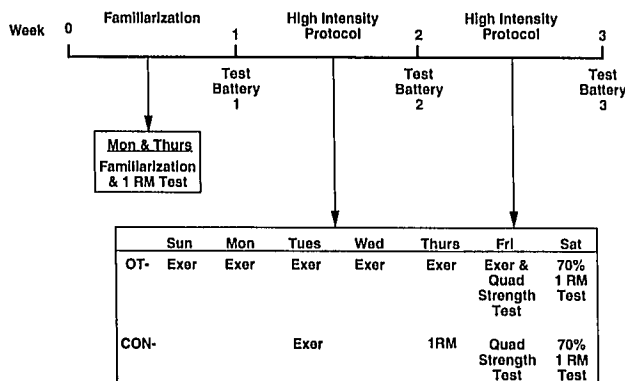 Familiarization High Intensity Protocol High Intensity Protocol
Week 0 1 2 3
Test Battery 1 Test Battery 2 Test Battery 3
Mon & Thurs
Familiarization
& 1 RM Test
Sun Mon Tues Wed Thurs Fri Sat
OT- Exer Exer Exer Exer Exer Exer & 70%
Quad 1 RM
Strength Test
Test
CON- Exer 1RM Quad 70%
Strength 1 RM
Test Test